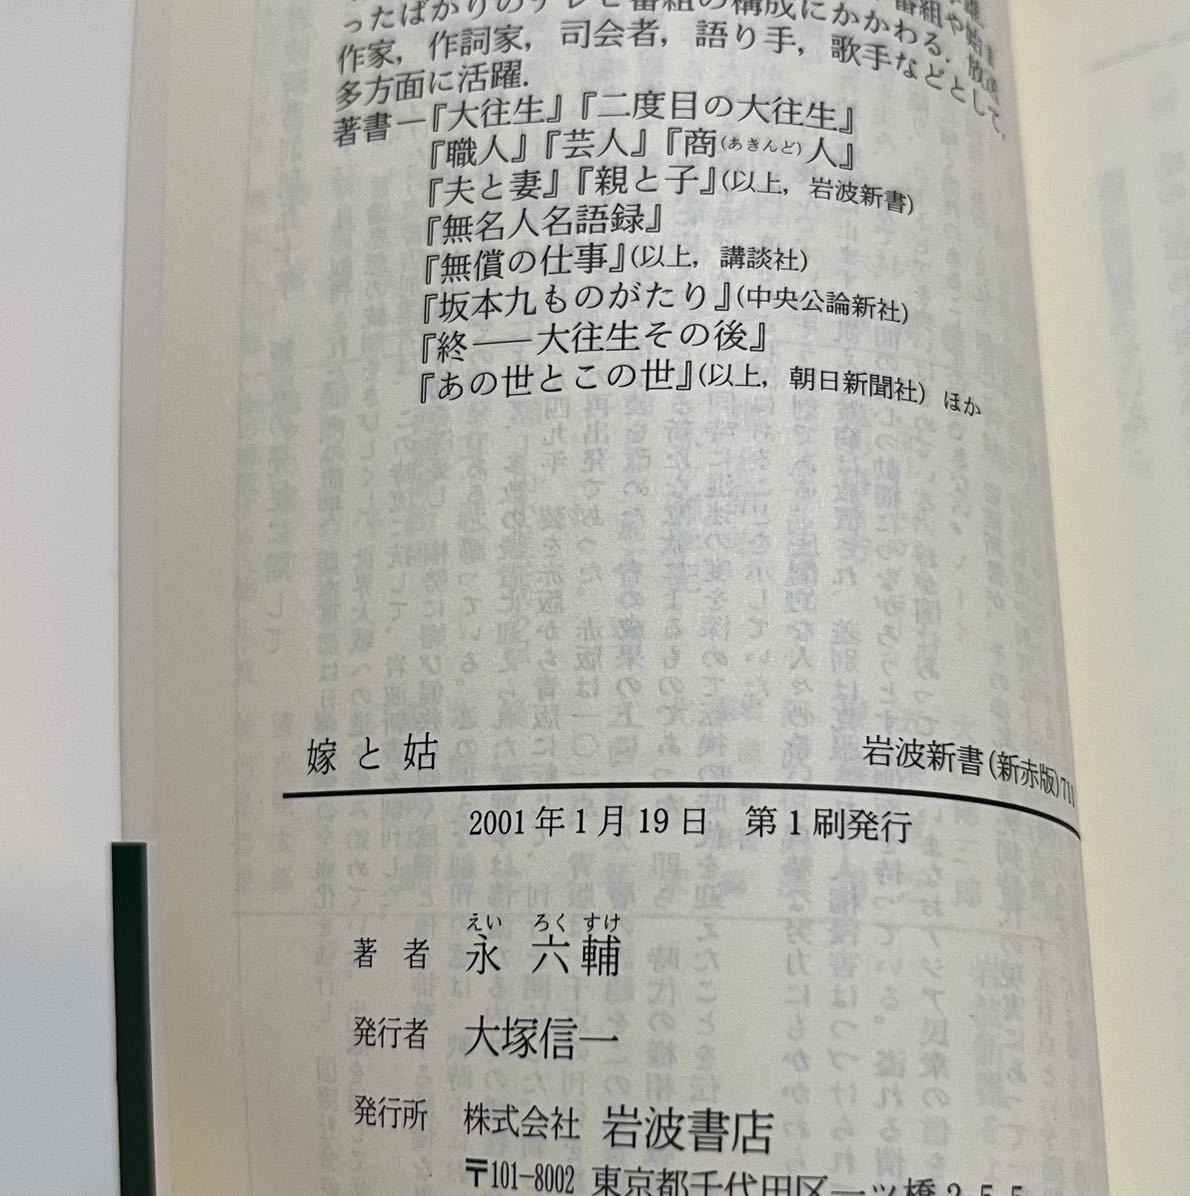 ったばかりのテレビ番組の構成にかかわる. 放送
作家, 作詞家, 司会者, 語り手, 歌手などとして,
多方面に活躍.
著書—『大往生』『二度目の大往生』
『職人』『芸人』『商(あきんど)人』
『夫と妻』『親と子』(以上, 岩波新書)
『無名人名語録』
『無償の仕事』(以上, 講談社)
『坂本九ものがたり』(中央公論新社)
『終――大往生その後』
『あの世とこの世』(以上, 朝日新聞社) ほか
嫁と姑 岩波新書(新赤版)711
2001年1月19日 第1刷発行
えい ろく すけ
著 者 永 六輔
発行者 大塚信一
発行所 株式会社 岩波書店
〒101-8002 東京都千代田区一ツ橋2-5-5